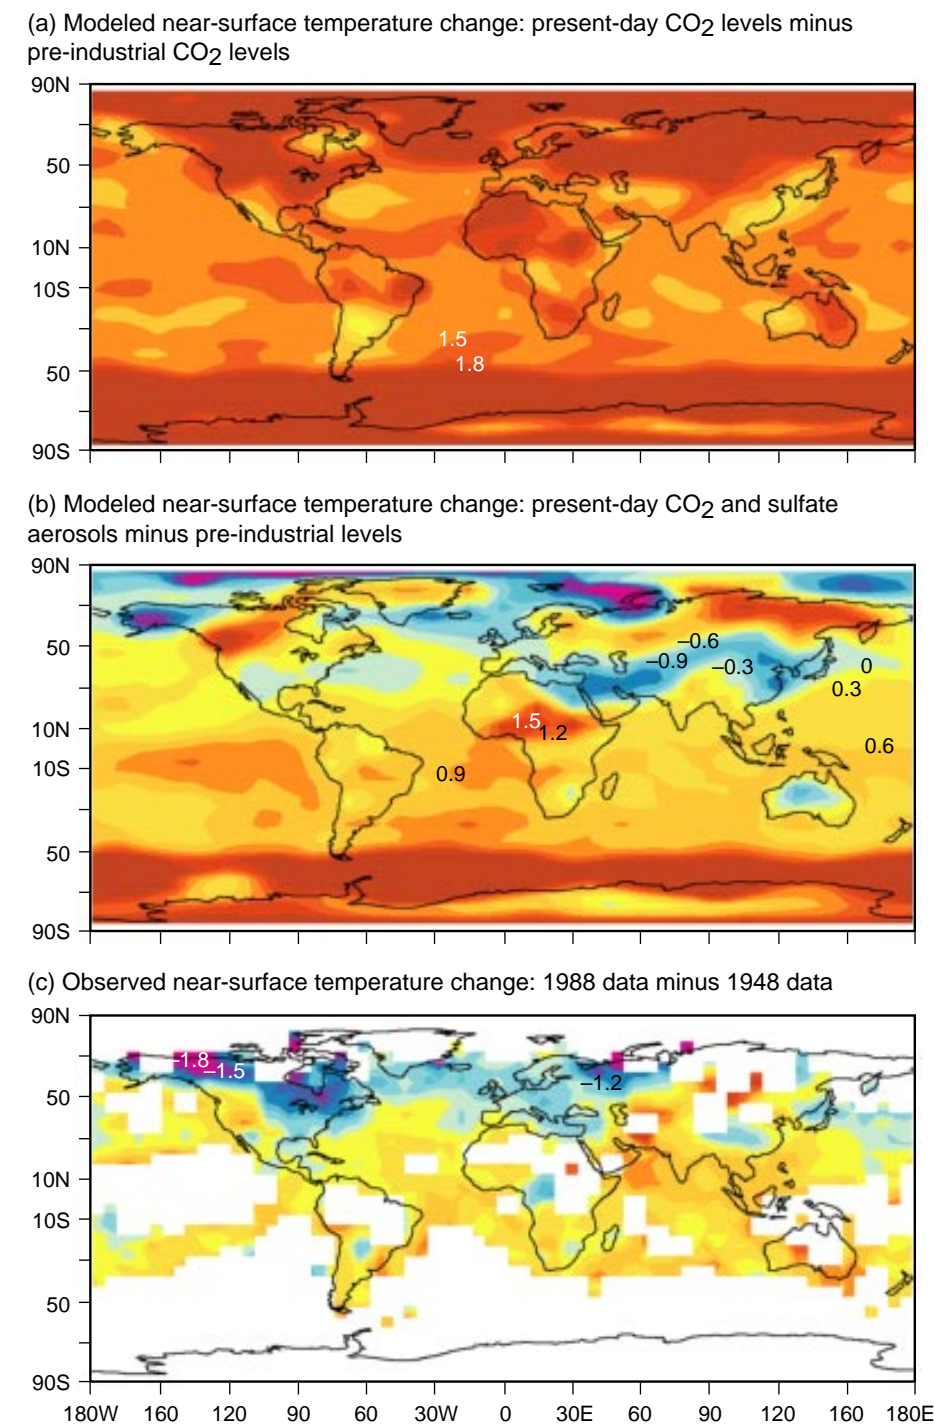 (a) Modeled near-surface temperature change: present-day CO2 levels minus
pre-industrial CO2 levels
90N
50
10N
10S
50
90S
1.5
1.8
(b) Modeled near-surface temperature change: present-day CO2 and sulfate
aerosols minus pre-industrial levels
90N
50
10N
10S
50
90S
–0.6
–0.9
–0.3
0
0.3
1.5
1.2
0.6
0.9
(c) Observed near-surface temperature change: 1988 data minus 1948 data
90N
50
10N
10S
50
90S
–1.8
–1.5
–1.2
180W 160 120 90 60 30W 0 30E 60 90 120 160 180E